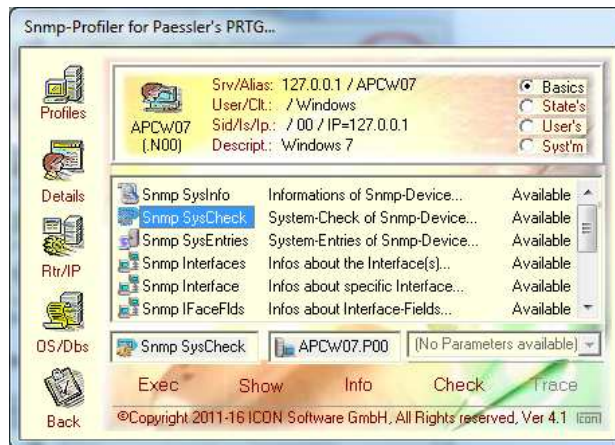 Snmp-Profiler for Paessler's PRTG...
Profiles
Details
Rtr/IP
OS/Dbs
Back
APCW07
(.N00)
Srv/Alias: 127.0.0.1 / APCW07
User/Clt.: / Windows
Sid/Is/Ip.: / 00 / IP=127.0.0.1
Descript.: Windows 7
Basics
State's
User's
Syst'm
Snmp SysInfo Informations of Snmp-Device... Available
Snmp SysCheck System-Check of Snmp-Device... Available
Snmp SysEntries System-Entries of Snmp-Device... Available
Snmp Interfaces Infos about the Interface(s)... Available
Snmp Interface Infos about specific Interface... Available
Snmp IFaceFlds Infos about Interface-Fields... Available
Snmp SysCheck APCW07.P00 (No Parameters available)
Exec Show Info Check Trace
©Copyright 2011-16 ICON Software GmbH, All Rights reserved, Ver 4.1 icon